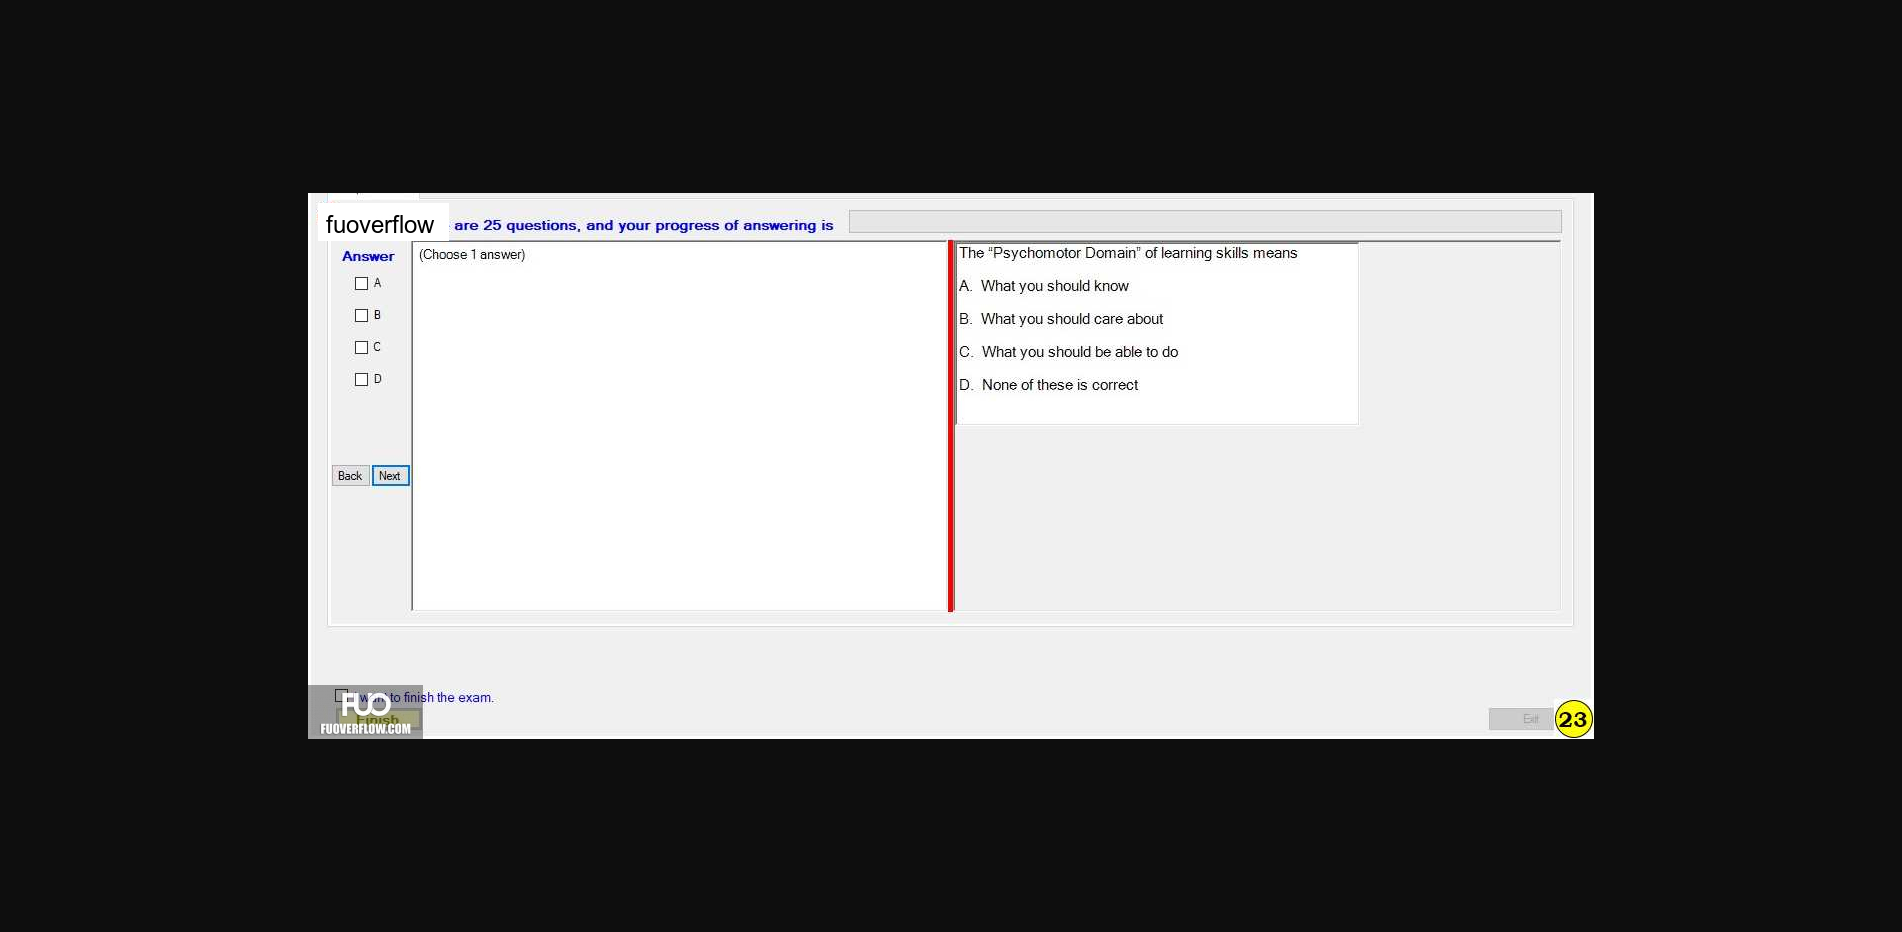 fuoverflow are 25 questions, and your progress of answering is
Answer
A
B
C
D
Back Next
(Choose 1 answer)
The “Psychomotor Domain” of learning skills means
A. What you should know
B. What you should care about
C. What you should be able to do
D. None of these is correct
I want to finish the exam.
Finish
FUO
FUOVERFLOW.COM
Exit
23